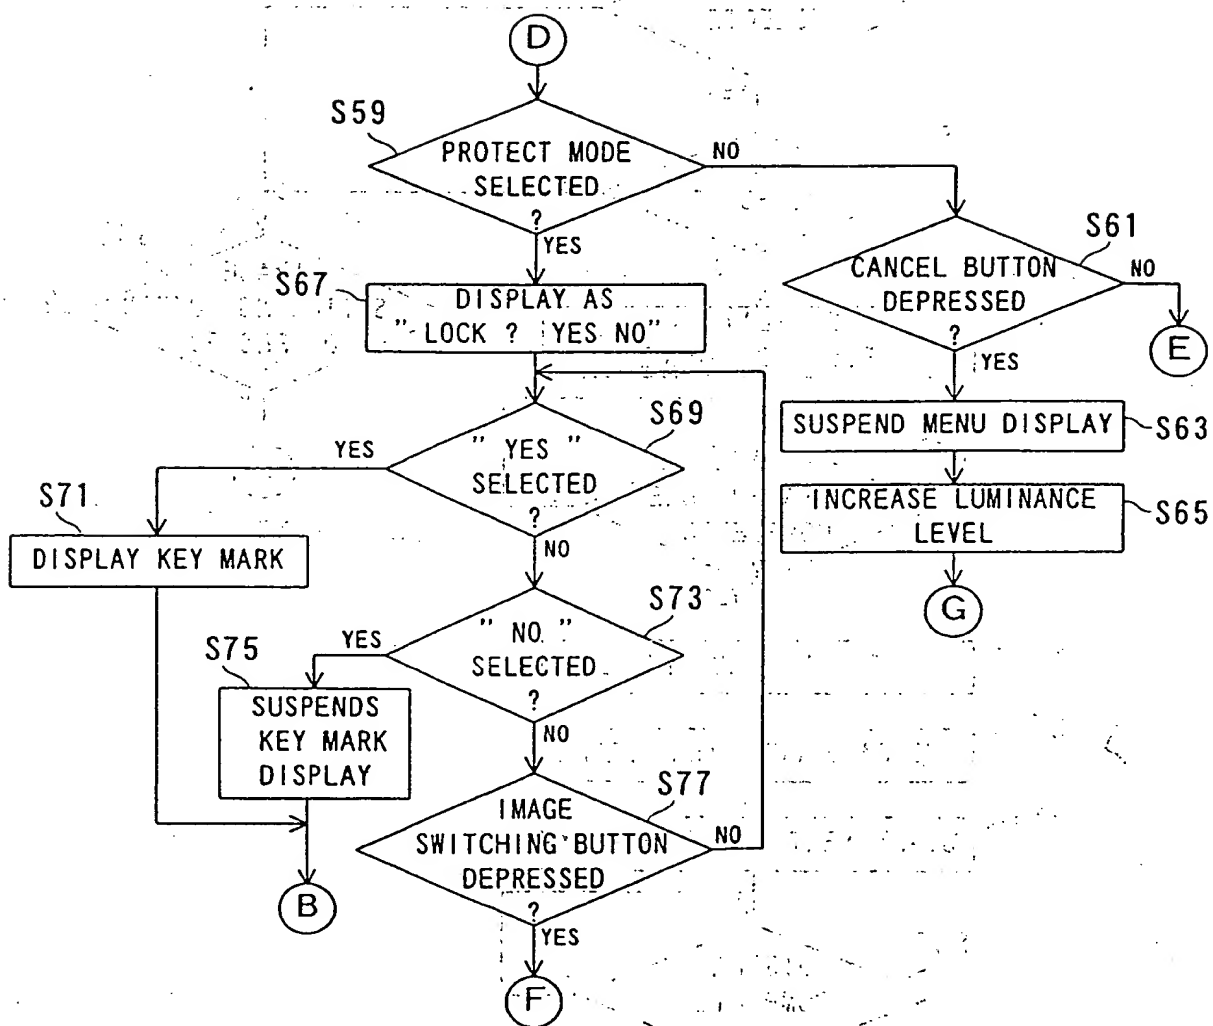 D
S59
PROTECT MODE
SELECTED
?
NO
YES
S61
CANCEL BUTTON
DEPRESSED
?
NO
E
YES
S67
DISPLAY AS
" LOCK ? YES NO"
SUSPEND MENU DISPLAY
S63
INCREASE LUMINANCE
LEVEL
S65
G
S69
" YES "
SELECTED
?
YES
NO
S71
DISPLAY KEY MARK
S73
" NO "
SELECTED
?
YES
NO
S75
SUSPENDS
KEY MARK
DISPLAY
B
S77
IMAGE
SWITCHING BUTTON
DEPRESSED
?
NO
YES
F